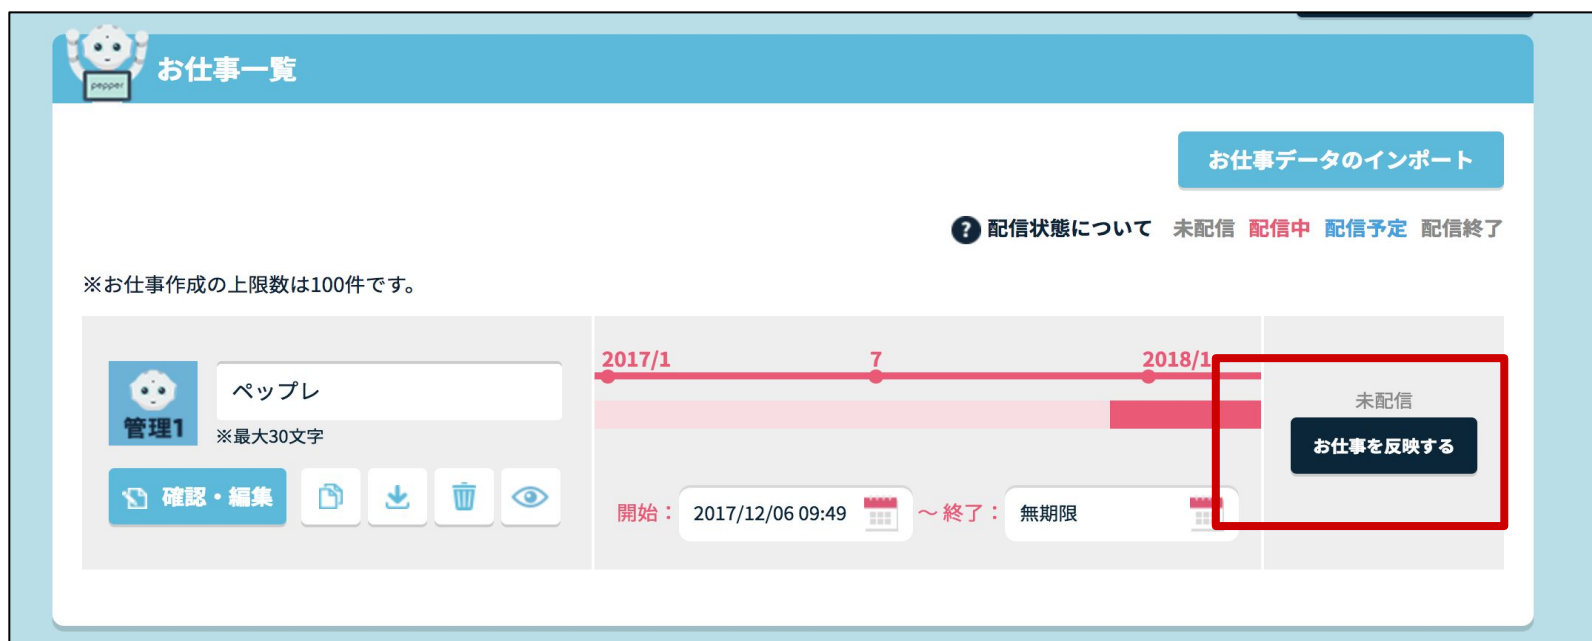 pepper
お仕事一覧
お仕事データのインポート
? 配信状態について 未配信 配信中 配信予定 配信終了
※お仕事作成の上限数は100件です。
2017/1 7 2018/1
管理1
ペップレ
※最大30文字
未配信
お仕事を反映する
確認・編集
開始： 2017/12/06 09:49 ～ 終了： 無期限